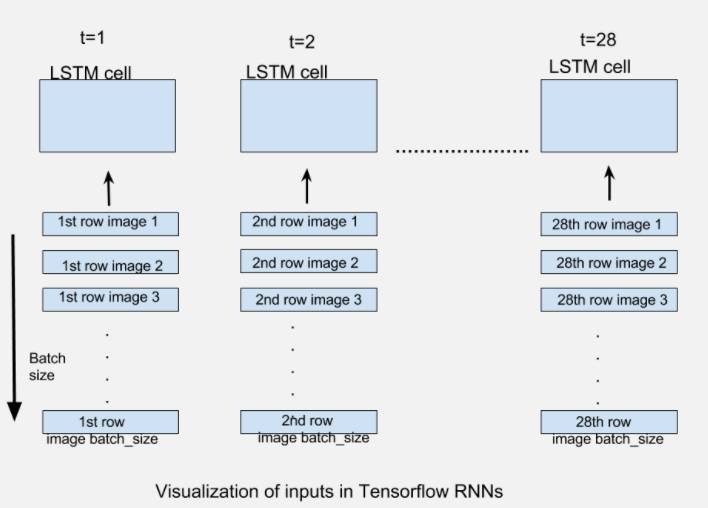 t=1
LSTM cell
1st row image 1
1st row image 2
1st row image 3
Batch
size
1st row
image batch_size
t=2
LSTM cell
2nd row image 1
2nd row image 2
2nd row image 3
2nd row
image batch_size
t=28
LSTM cell
28th row image 1
28th row image 2
28th row image 3
28th row
image batch_size
Visualization of inputs in Tensorflow RNNs